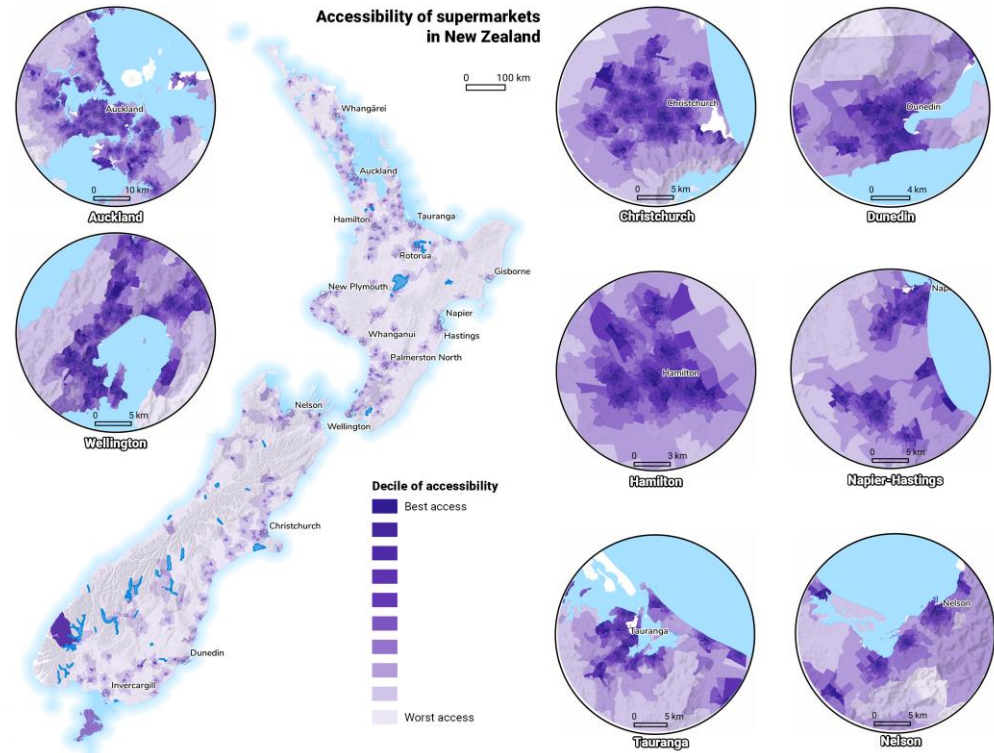 Accessibility of supermarkets
in New Zealand
0 100 km
Whangārei
Auckland
Hamilton
Tauranga
Rotorua
Gisborne
New Plymouth
Napier
Hastings
Whanganui
Palmerston North
Nelson
Wellington
Christchurch
Dunedin
Invercargill
Decile of accessibility
Best access
Worst access
Auckland
0 10 km
Auckland
0 5 km
Wellington
Christchurch
0 5 km
Christchurch
Dunedin
0 4 km
Dunedin
Hamilton
0 3 km
Hamilton
Napi
0 5 km
Napier-Hastings
Tauranga
0 5 km
Tauranga
Nelson
0 5 km
Nelson